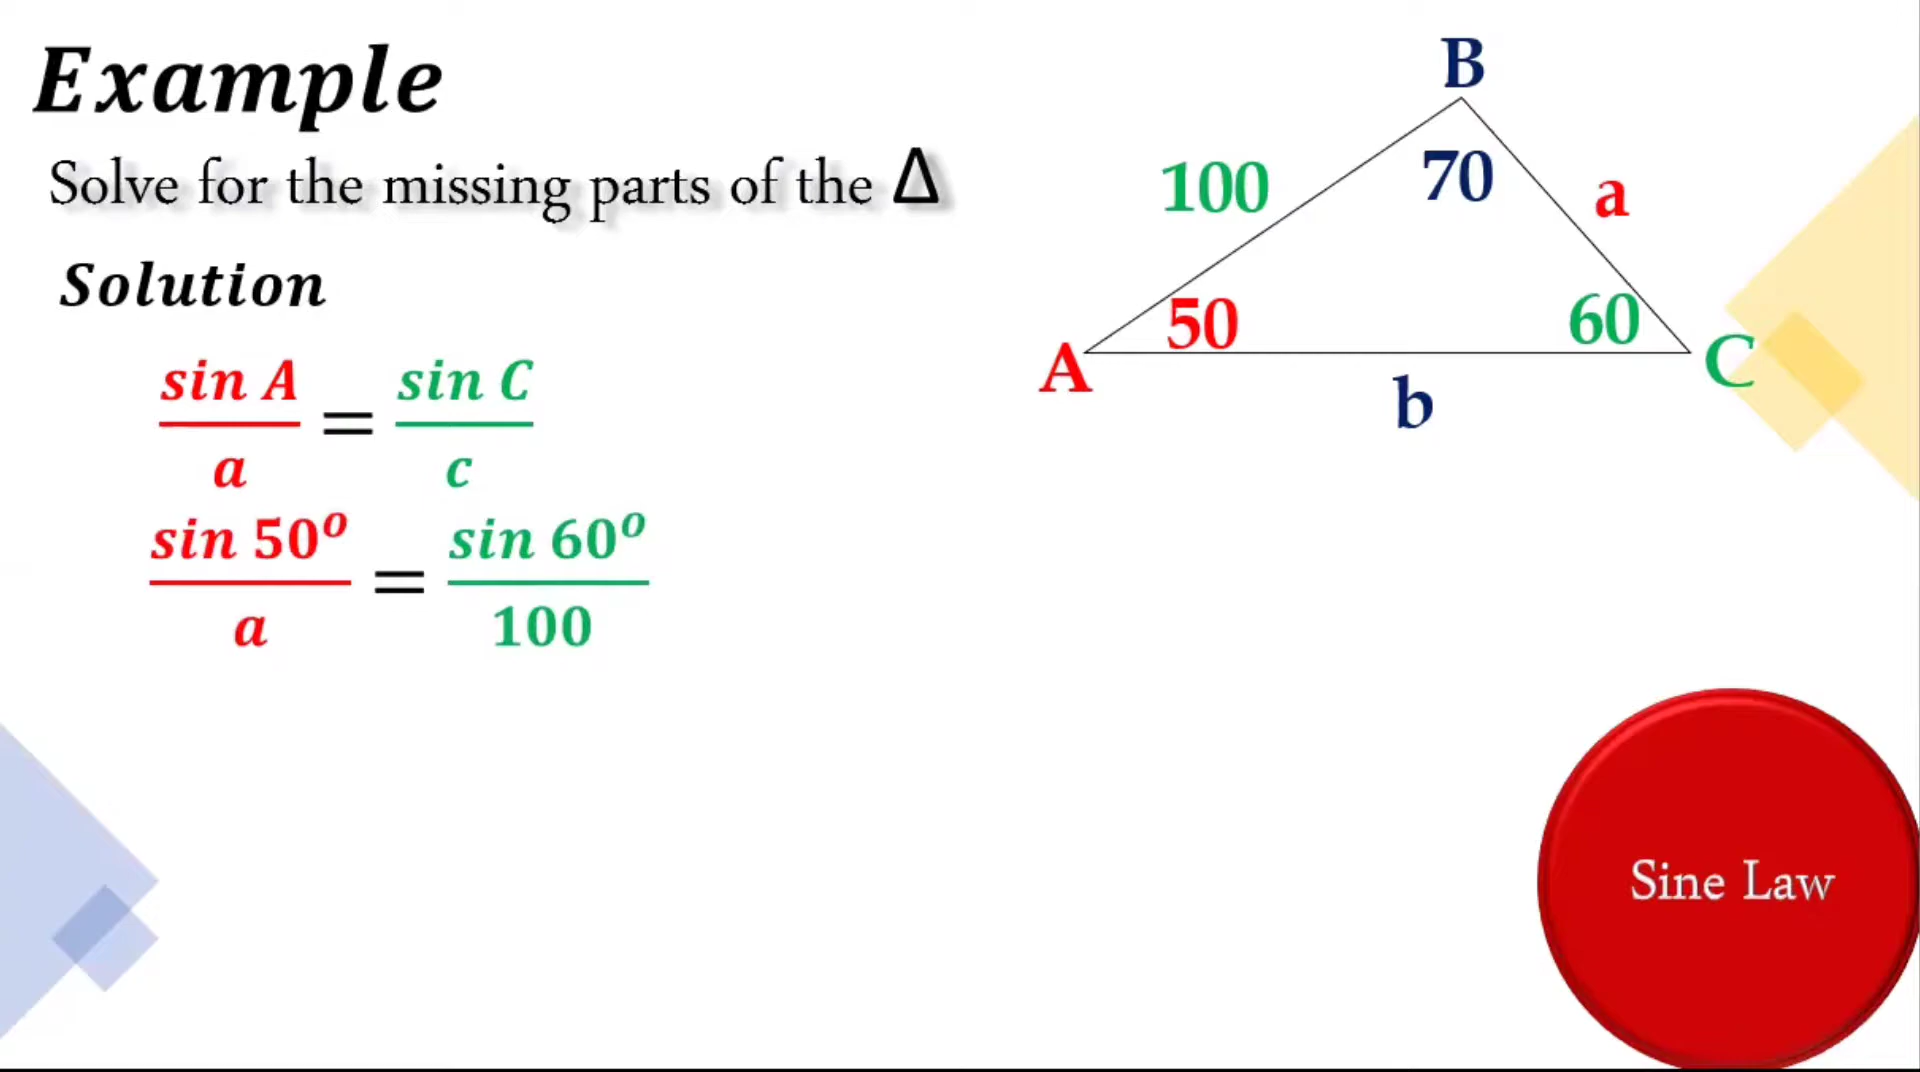 Example
Solve for the missing parts of the Δ
Solution
sin A / a = sin C / c
sin 50° / a = sin 60° / 100
B
100
70
a
50
60
A
C
b
Sine Law